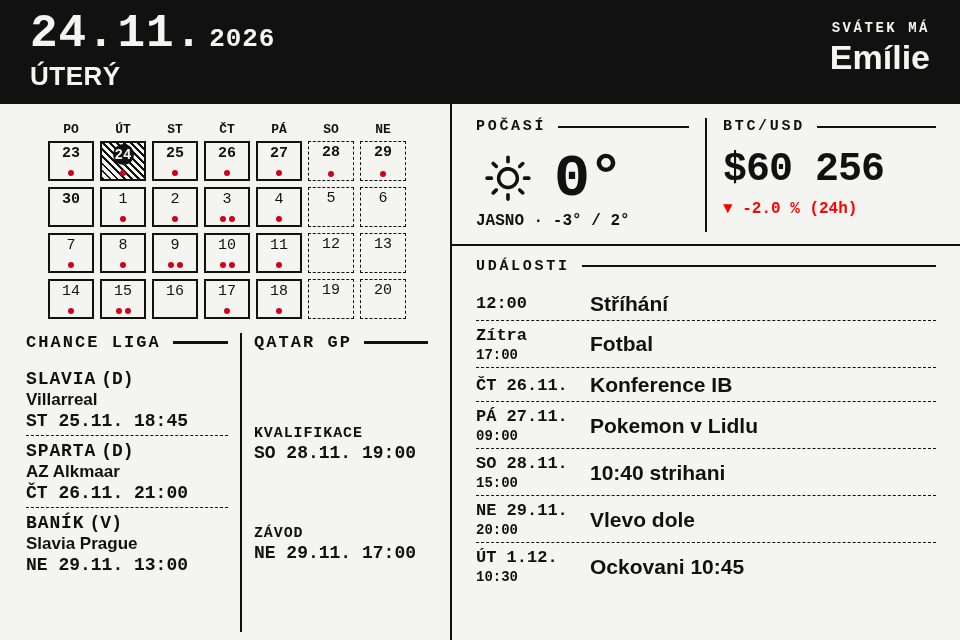 24.11. 2026
ÚTERÝ
SVÁTEK MÁ
Emílie
PO ÚT ST ČT PÁ SO NE
23 24 25 26 27 28 29
30 1 2 3 4 5 6
7 8 9 10 11 12 13
14 15 16 17 18 19 20
CHANCE LIGA
SLAVIA (D)
Villarreal
ST 25.11. 18:45
SPARTA (D)
AZ Alkmaar
ČT 26.11. 21:00
BANÍK (V)
Slavia Prague
NE 29.11. 13:00
QATAR GP
KVALIFIKACE
SO 28.11. 19:00
ZÁVOD
NE 29.11. 17:00
POČASÍ
0°
JASNO · -3° / 2°
BTC/USD
$60 256
▼ -2.0 % (24h)
UDÁLOSTI
12:00 Stříhání
Zítra
17:00
Fotbal
ČT 26.11. Konference IB
PÁ 27.11.
09:00
Pokemon v Lidlu
SO 28.11.
15:00
10:40 strihani
NE 29.11.
20:00
Vlevo dole
ÚT 1.12.
10:30
Ockovani 10:45